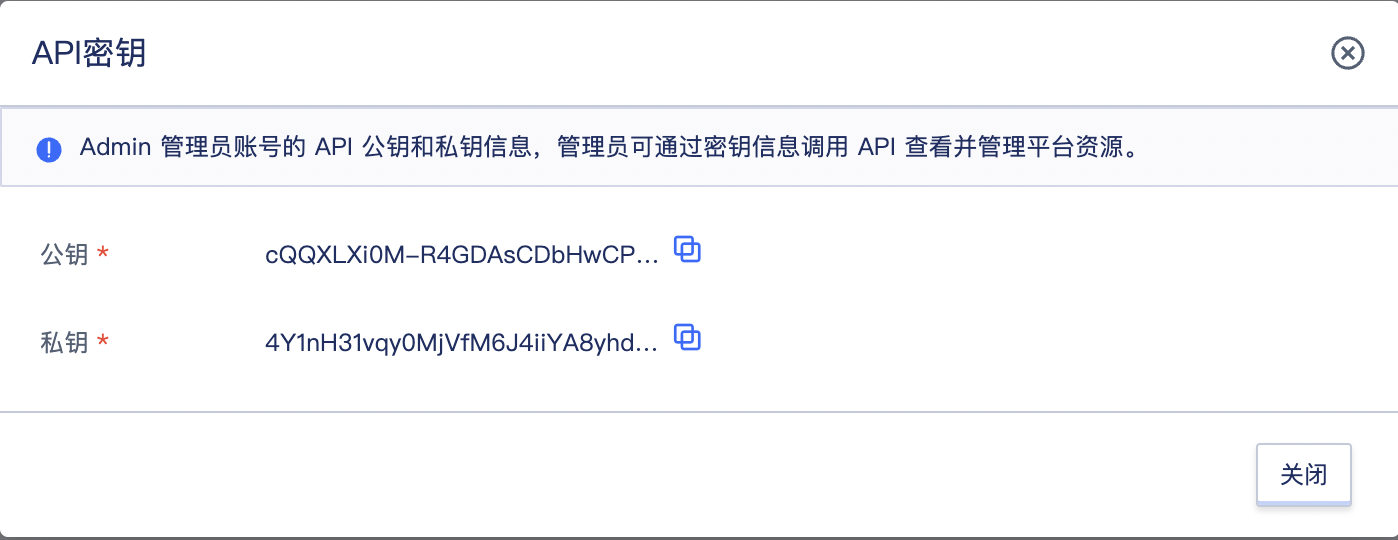 API密钥
Admin 管理员账号的 API 公钥和私钥信息，管理员可通过密钥信息调用 API 查看并管理平台资源。
公钥 * cQQXLXi0M-R4GDAsCDbHwCP...
私钥 * 4Y1nH31vqy0MjVfM6J4iiYA8yhd...
关闭